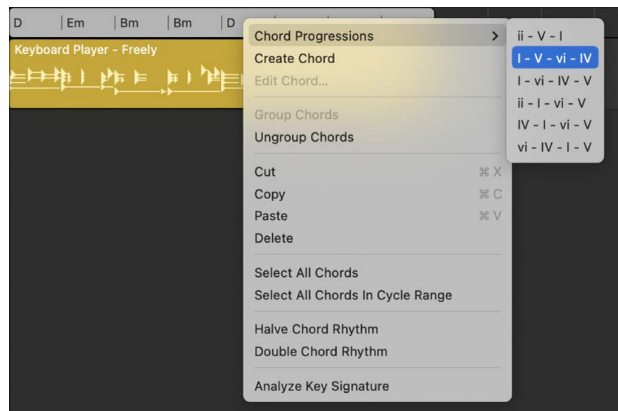 D | Em | Bm | Bm | D
Keyboard Player - Freely
Chord Progressions >
Create Chord
Edit Chord...
Group Chords
Ungroup Chords
Cut ⌘ X
Copy ⌘ C
Paste ⌘ V
Delete
Select All Chords
Select All Chords In Cycle Range
Halve Chord Rhythm
Double Chord Rhythm
Analyze Key Signature
ii - V - I
I - V - vi - IV
I - vi - IV - V
ii - I - vi - V
IV - I - vi - V
vi - IV - I - V